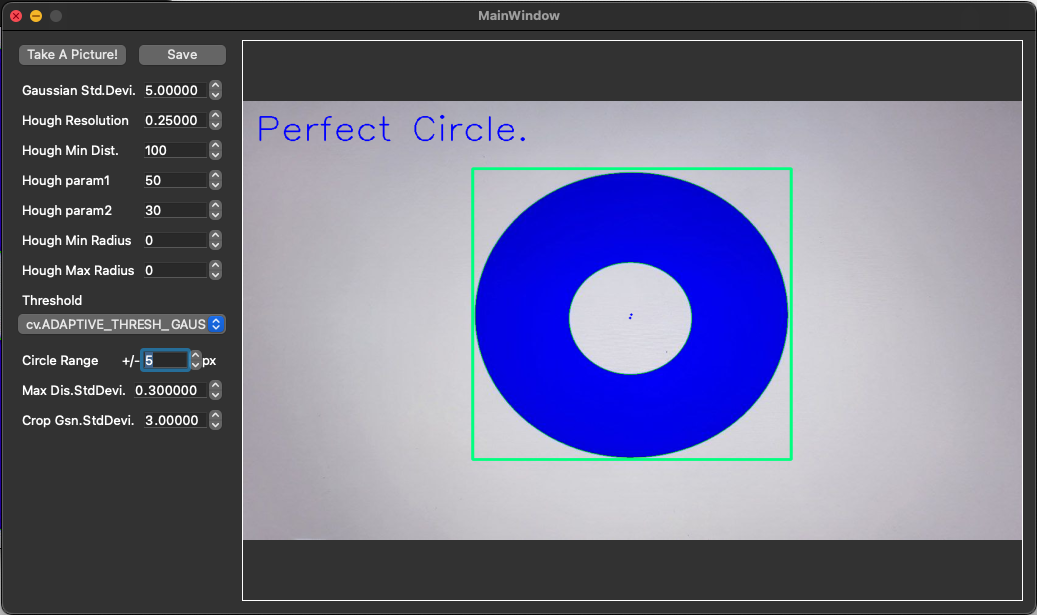 MainWindow
Take A Picture! Save
Gaussian Std.Devi. 5.00000
Hough Resolution 0.25000
Hough Min Dist. 100
Hough param1 50
Hough param2 30
Hough Min Radius 0
Hough Max Radius 0
Threshold
cv.ADAPTIVE_THRESH_GAUS
Circle Range +/- 5 px
Max Dis.StdDevi. 0.300000
Crop Gsn.StdDevi. 3.00000
Perfect Circle.